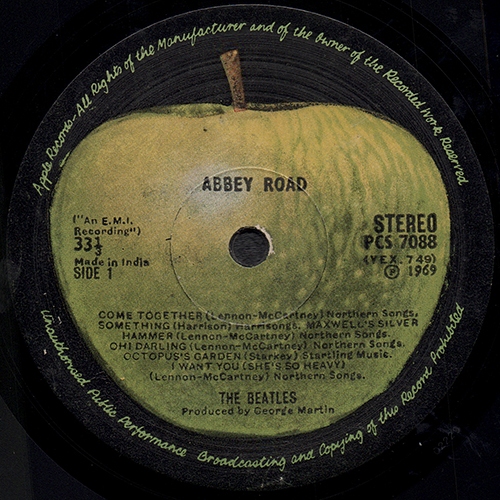 Apple Records - All Rights of the Manufacturer and of the Owner of the Recorded Work Reserved
ABBEY ROAD
("An E.M.I.
Recording")
33⅓
Made in India
SIDE 1
STEREO
PCS 7088
(YEX. 749)
Ⓟ 1969
COME TOGETHER (Lennon-McCartney) Northern Songs.
SOMETHING (Harrison) Harrisongs. MAXWELL'S SILVER
HAMMER (Lennon-McCartney) Northern Songs.
OH! DARLING (Lennon-McCartney) Northern Songs.
OCTOPUS'S GARDEN (Starkey) Startling Music.
I WANT YOU (SHE'S SO HEAVY)
(Lennon-McCartney) Northern Songs.
THE BEATLES
Produced by George Martin
Unauthorised Public Performance Broadcasting and Copying of this Record Prohibited